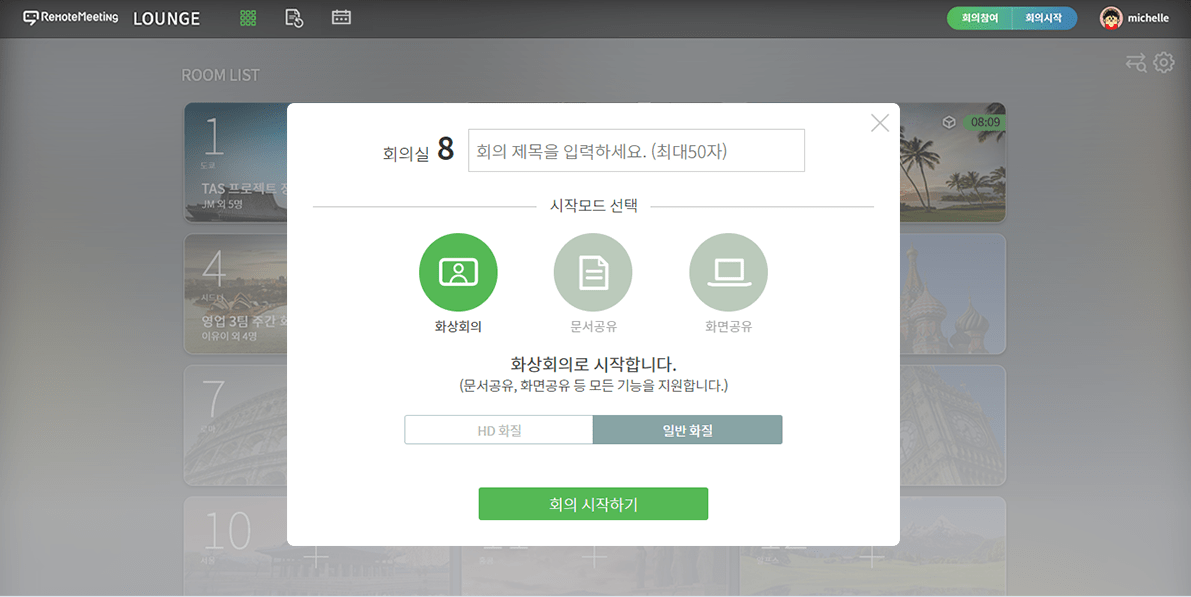 RemoteMeeting LOUNGE
회의참여 회의시작 michelle
ROOM LIST
1
도쿄
TAS 프로젝트
JM 외 5명
08:09
회의실 8 회의 제목을 입력하세요. (최대50자)
시작모드 선택
화상회의 문서공유 화면공유
화상회의로 시작합니다.
(문서공유, 화면공유 등 모든 기능을 지원합니다.)
HD 화질 일반 화질
회의 시작하기
4
시드니
영업 3팀 주간
이유이 외 4명
7
로마
10
서울